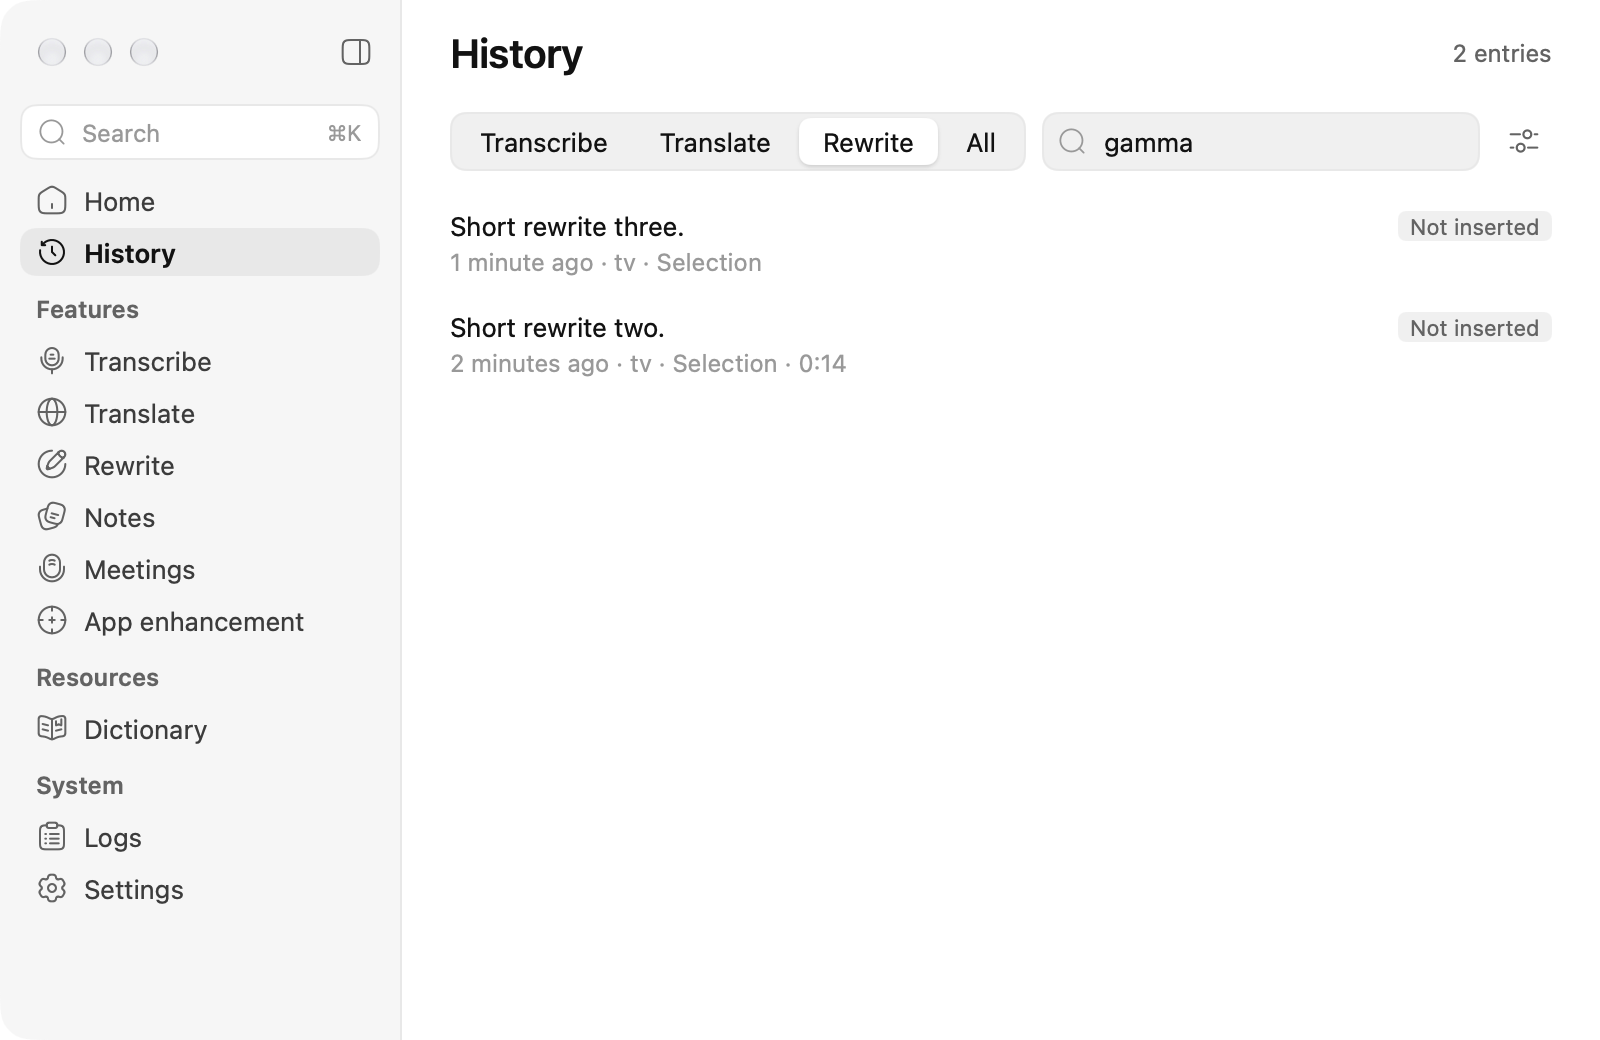 Search ⌘K
Home
History
Features
Transcribe
Translate
Rewrite
Notes
Meetings
App enhancement
Resources
Dictionary
System
Logs
Settings
History
2 entries
Transcribe Translate Rewrite All
gamma
Short rewrite three.
Not inserted
1 minute ago · tv · Selection
Short rewrite two.
Not inserted
2 minutes ago · tv · Selection · 0:14